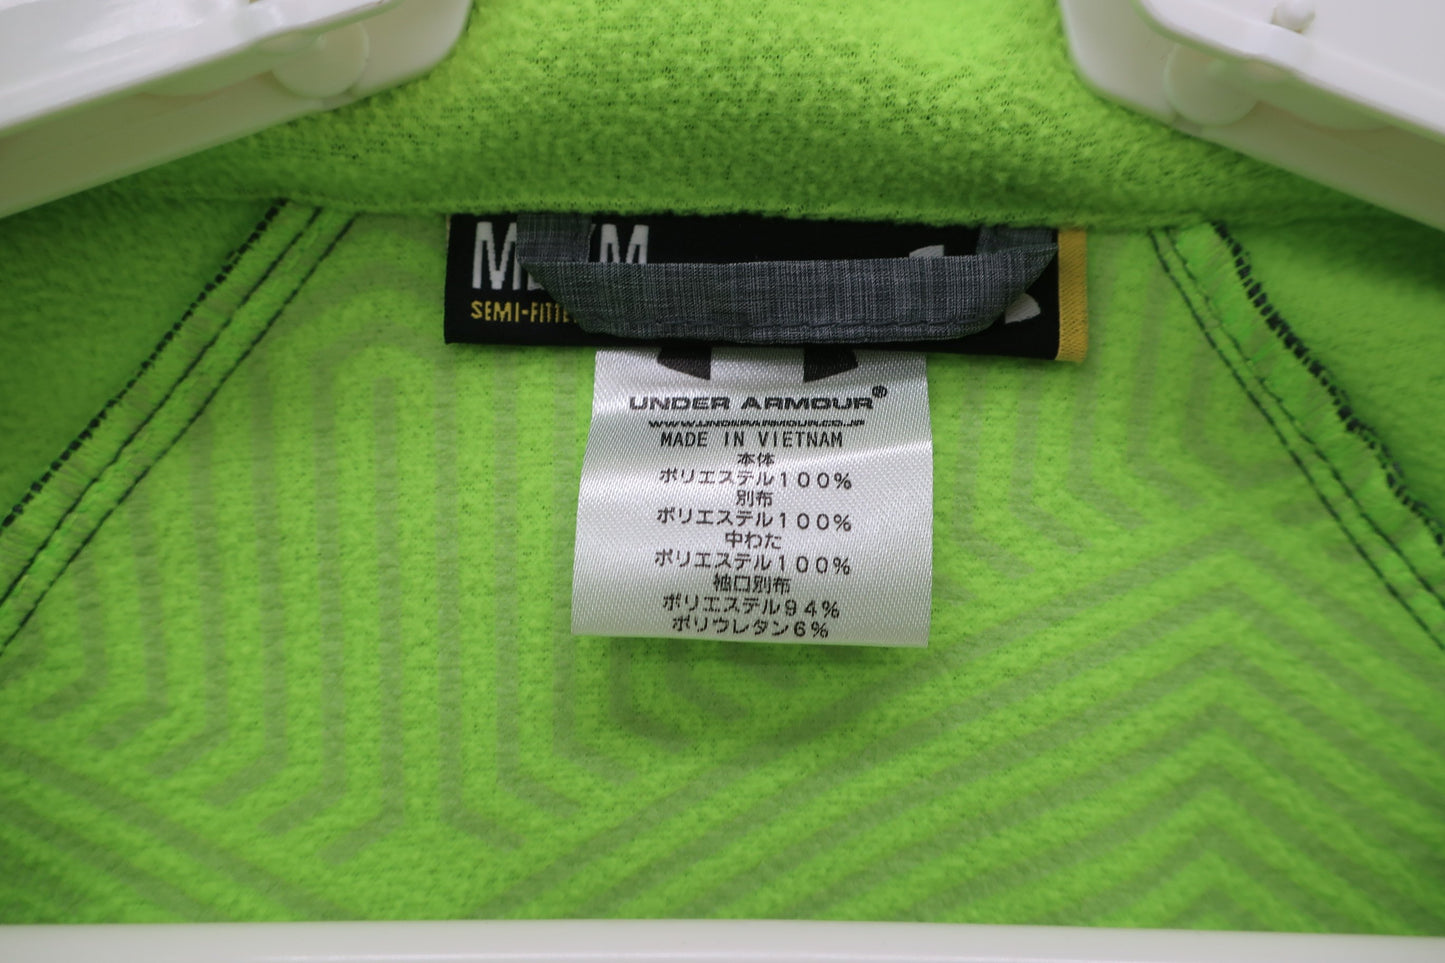 SEMI-FITTE
UNDER ARMOUR®
WWW.UNDERARMOUR.CO.JP
MADE IN VIETNAM
本体
ポリエステル100%
別布
ポリエステル100%
中わた
ポリエステル100%
袖口別布
ポリエステル94%
ポリウレタン6%